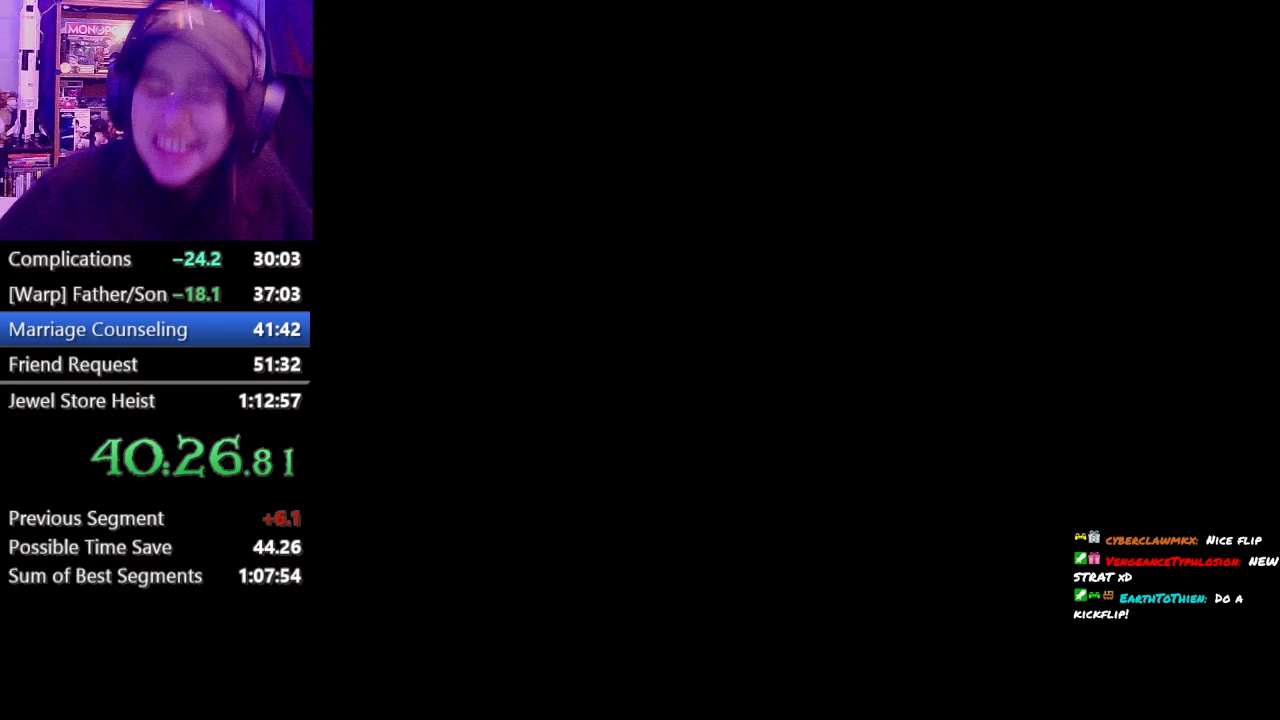 MONOP
Complications −24.2 30:03
[Warp] Father/Son −18.1 37:03
Marriage Counseling 41:42
Friend Request 51:32
Jewel Store Heist 1:12:57
40:26.81
Previous Segment +6.1
Possible Time Save 44.26
Sum of Best Segments 1:07:54
cyberclawmkx: Nice flip
VengeanceTyphlosion: NEW
STRAT xD
EarthToThien: Do a
kickflip!